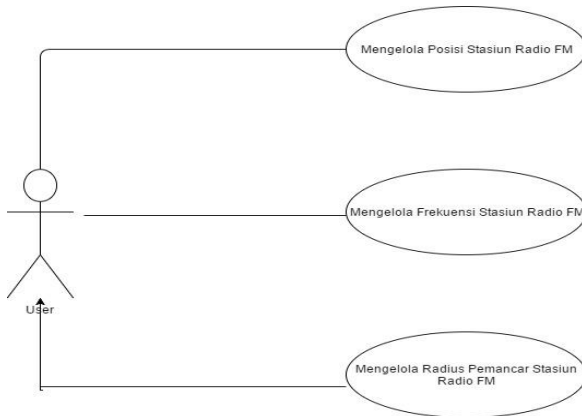 Mengelola Posisi Stasiun Radio FM
Mengelola Frekuensi Stasiun Radio FM
User
Mengelola Radius Pemancar Stasiun
Radio FM